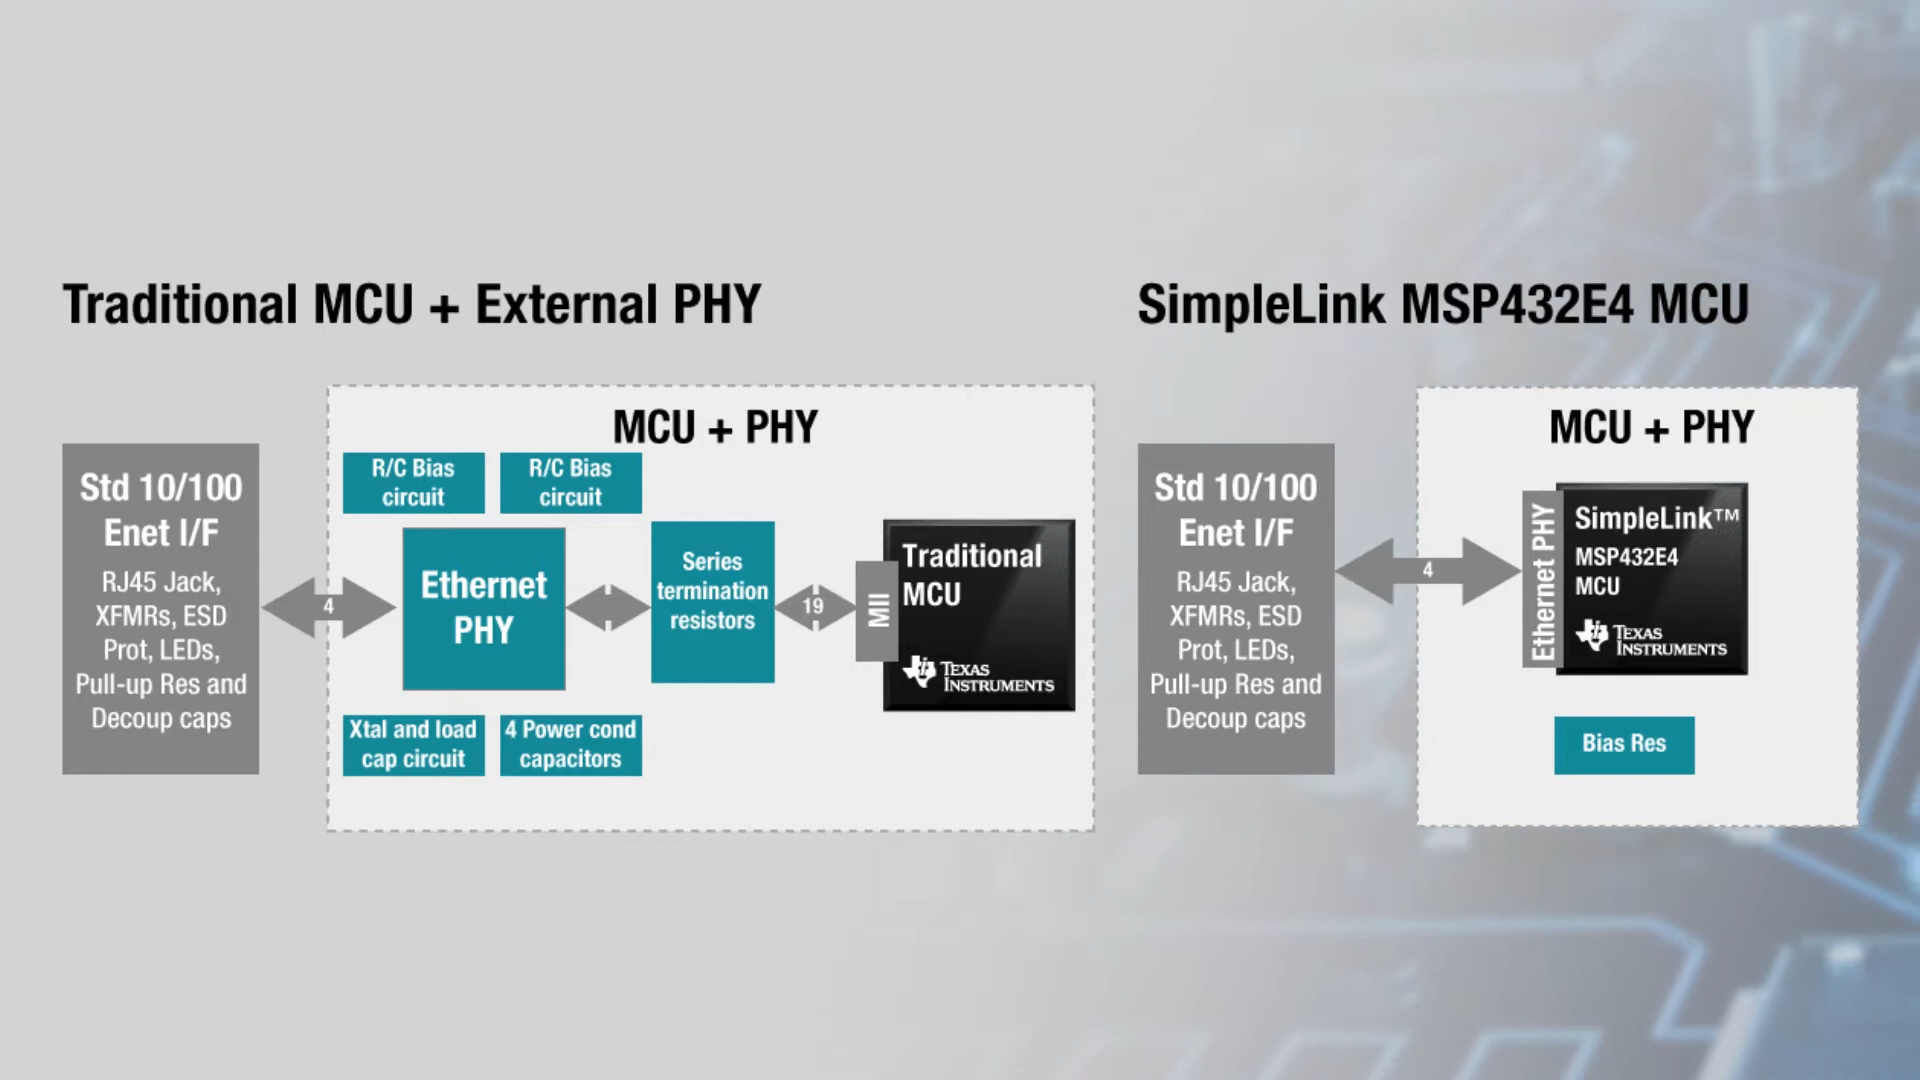 Traditional MCU + External PHY
MCU + PHY
Std 10/100
Enet I/F
RJ45 Jack,
XFMRs, ESD
Prot, LEDs,
Pull-up Res and
Decoup caps
4
R/C Bias
circuit
R/C Bias
circuit
Ethernet
PHY
Xtal and load
cap circuit
4 Power cond
capacitors
Series
termination
resistors
19
MII
Traditional
MCU
TEXAS
INSTRUMENTS
SimpleLink MSP432E4 MCU
MCU + PHY
Std 10/100
Enet I/F
RJ45 Jack,
XFMRs, ESD
Prot, LEDs,
Pull-up Res and
Decoup caps
4
Ethernet PHY
SimpleLink™
MSP432E4
MCU
TEXAS
INSTRUMENTS
Bias Res